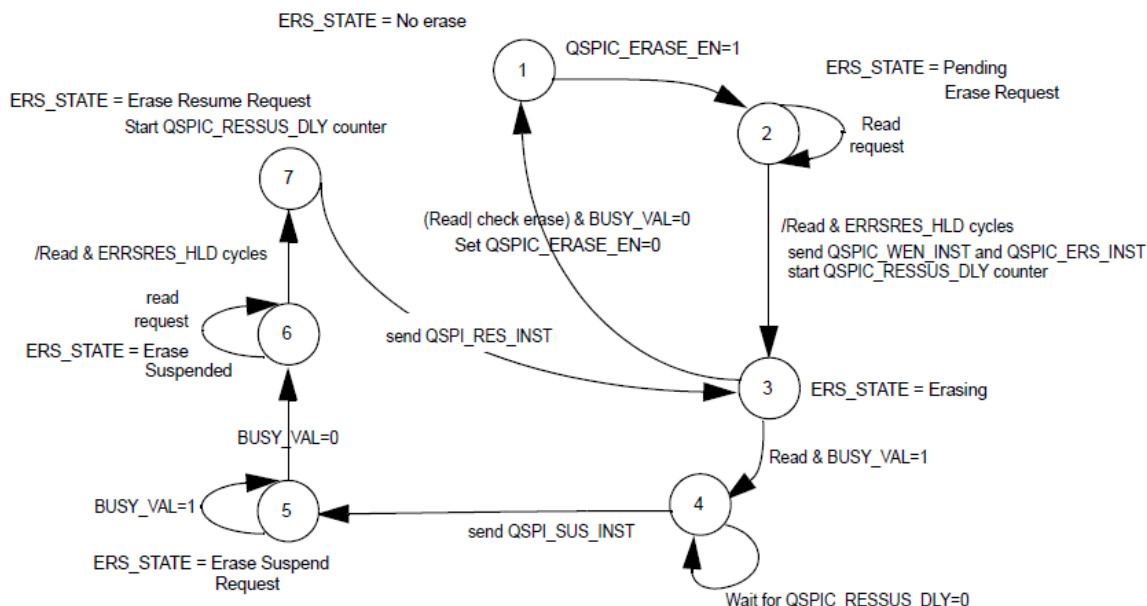 ERS_STATE = No erase
1
QSPIC_ERASE_EN=1
ERS_STATE = Pending
Erase Request
2
Read
request
ERS_STATE = Erase Resume Request
Start QSPIC_RESSUS_DLY counter
7
(Read| check erase) & BUSY_VAL=0
Set QSPIC_ERASE_EN=0
/Read & ERRSRES_HLD cycles
send QSPIC_WEN_INST and QSPIC_ERS_INST
start QSPIC_RESSUS_DLY counter
/Read & ERRSRES_HLD cycles
read
request
6
ERS_STATE = Erase
Suspended
send QSPI_RES_INST
3
ERS_STATE = Erasing
BUSY_VAL=0
Read & BUSY_VAL=1
BUSY_VAL=1
5
4
send QSPI_SUS_INST
ERS_STATE = Erase Suspend
Request
Wait for QSPIC_RESSUS_DLY=0